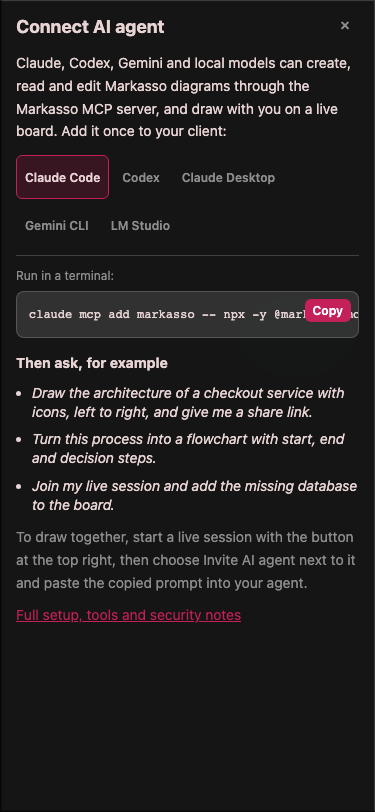 Connect AI agent ×
Claude, Codex, Gemini and local models can create,
read and edit Markasso diagrams through the
Markasso MCP server, and draw with you on a live
board. Add it once to your client:
Claude Code Codex Claude Desktop
Gemini CLI LM Studio
Run in a terminal:
claude mcp add markasso -- npx -y
Copy
Then ask, for example
• Draw the architecture of a checkout service with
icons, left to right, and give me a share link.
• Turn this process into a flowchart with start, end
and decision steps.
• Join my live session and add the missing database
to the board.
To draw together, start a live session with the button
at the top right, then choose Invite AI agent next to it
and paste the copied prompt into your agent.
Full setup, tools and security notes